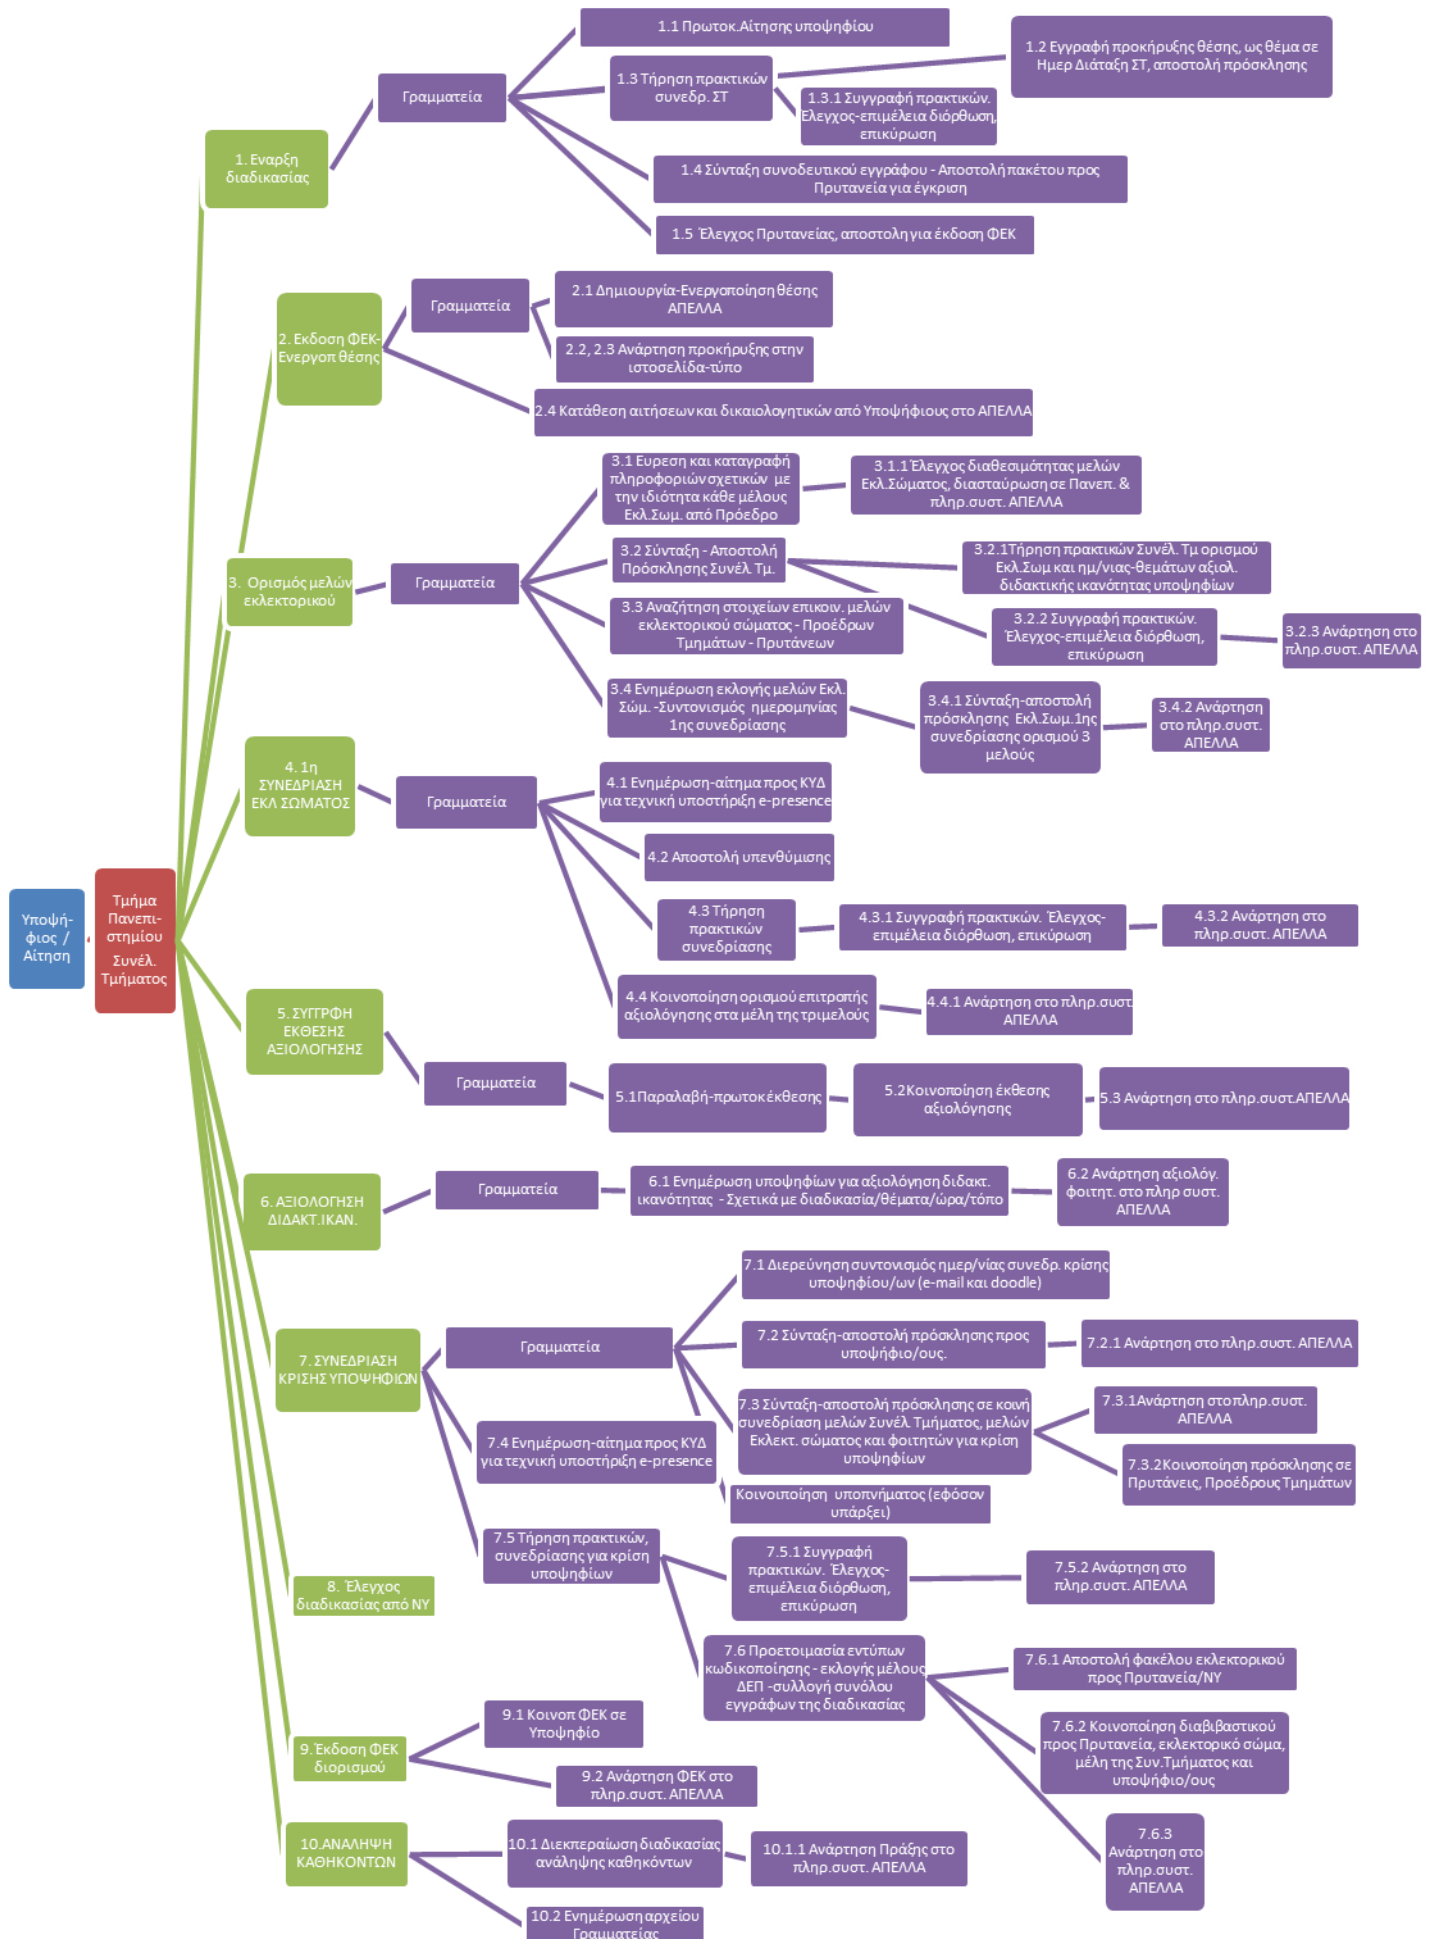 Υποψή-
φιος /
Αίτηση
Τμήμα
Πανεπι-
στημίου
Συνέλ.
Τμήματος
1. Εναρξη
διαδικασίας
Γραμματεία
1.1 Πρωτοκ.Αίτησης υποψηφίου
1.3 Τήρηση πρακτικών
συνεδρ. ΣΤ
1.2 Εγγραφή προκήρυξης θέσης, ως θέμα σε
Ημερ Διάταξη ΣΤ, αποστολή πρόσκλησης
1.3.1 Συγγραφή πρακτικών.
Έλεγχος-επιμέλεια διόρθωση,
επικύρωση
1.4 Σύνταξη συνοδευτικού εγγράφου - Αποστολή πακέτου προς
Πρυτανεία για έγκριση
1.5 Έλεγχος Πρυτανείας, αποστολη για έκδοση ΦΕΚ
2. Εκδοση ΦΕΚ-
Ενεργοπ θέσης
Γραμματεία
2.1 Δημιουργία-Ενεργοποίηση θέσης
ΑΠΕΛΛΑ
2.2, 2.3 Ανάρτηση προκήρυξης στην
ιστοσελίδα-τύπο
2.4 Κατάθεση αιτήσεων και δικαιολογητικών από Υποψήφιους στο ΑΠΕΛΛΑ
3. Ορισμός μελών
εκλεκτορικού
Γραμματεία
3.1 Ευρεση και καταγραφή
πληροφοριών σχετικών με
την ιδιότητα κάθε μέλους
Εκλ.Σωμ. από Πρόεδρο
3.1.1 Έλεγχος διαθεσιμότητας μελών
Εκλ.Σώματος, διασταύρωση σε Πανεπ. &
πληρ.συστ. ΑΠΕΛΛΑ
3.2 Σύνταξη - Αποστολή
Πρόσκλησης Συνέλ. Τμ.
3.2.1Τήρηση πρακτικών Συνέλ. Τμ ορισμού
Εκλ.Σωμ και ημ/νιας-θεμάτων αξιολ.
διδακτικής ικανότητας υποψηφίων
3.2.2 Συγγραφή πρακτικών.
Έλεγχος-επιμέλεια διόρθωση,
επικύρωση
3.2.3 Ανάρτηση στο
πληρ.συστ. ΑΠΕΛΛΑ
3.3 Αναζήτηση στοιχείων επικοιν. μελών
εκλεκτορικού σώματος - Προέδρων
Τμημάτων - Πρυτάνεων
3.4 Ενημέρωση εκλογής μελών Εκλ.
Σώμ. -Συντονισμός ημερομηνία
1ης συνεδρίασης
3.4.1 Σύνταξη-αποστολή
πρόσκλησης Εκλ.Σωμ.1ης
συνεδρίασης ορισμού 3
μελούς
3.4.2 Ανάρτηση
στο πληρ.συστ.
ΑΠΕΛΛΑ
4. 1η
ΣΥΝΕΔΡΙΑΣΗ
ΕΚΛ ΣΩΜΑΤΟΣ
Γραμματεία
4.1 Ενημέρωση-αίτημα προς ΚΥΔ
για τεχνική υποστήριξη e-presence
4.2 Αποστολή υπενθύμισης
4.3 Τήρηση
πρακτικών
συνεδρίασης
4.3.1 Συγγραφή πρακτικών. Έλεγχος-
επιμέλεια διόρθωση, επικύρωση
4.3.2 Ανάρτηση στο
πληρ.συστ. ΑΠΕΛΛΑ
4.4 Κοινοποίηση ορισμού επιτροπής
αξιολόγησης στα μέλη της τριμελούς
4.4.1 Ανάρτηση στο πληρ.συστ.
ΑΠΕΛΛΑ
5. ΣΥΓΓΡΦΗ
ΕΚΘΕΣΗΣ
ΑΞΙΟΛΟΓΗΣΗΣ
Γραμματεία
5.1Παραλαβή-πρωτοκ έκθεσης
5.2Κοινοποίηση έκθεσης
αξιολόγησης
5.3 Ανάρτηση στο πληρ.συστ.ΑΠΕΛΛΑ
6. ΑΞΙΟΛΟΓΗΣΗ
ΔΙΔΑΚΤ.ΙΚΑΝ.
Γραμματεία
6.1 Ενημέρωση υποψηφίων για αξιολόγηση διδακτ.
ικανότητας - Σχετικά με διαδικασία/θέματα/ώρα/τόπο
6.2 Ανάρτηση αξιολόγ.
φοιτητ. στο πληρ συστ.
ΑΠΕΛΛΑ
7. ΣΥΝΕΔΡΙΑΣΗ
ΚΡΙΣΗΣ ΥΠΟΨΗΦΙΩΝ
Γραμματεία
7.1 Διερεύνηση συντονισμός ημερ/νίας συνεδρ. κρίσης
υποψηφίου/ων (e-mail και doodle)
7.2 Σύνταξη-αποστολή πρόσκλησης προς
υποψήφιο/ους.
7.2.1 Ανάρτηση στο πληρ.συστ. ΑΠΕΛΛΑ
7.3 Σύνταξη-αποστολή πρόσκλησης σε κοινή
συνεδρίαση μελών Συνέλ. Τμήματος, μελών
Εκλεκτ. σώματος και φοιτητών για κρίση
υποψηφίων
7.3.1Ανάρτηση στο πληρ.συστ.
ΑΠΕΛΛΑ
7.3.2Κοινοποίηση πρόσκλησης σε
Πρυτάνεις, Προέδρους Τμημάτων
Κοινοιποίηση υποπνήματος (εφόσον
υπάρξει)
7.4 Ενημέρωση-αίτημα προς ΚΥΔ
για τεχνική υποστήριξη e-presence
7.5 Τήρηση πρακτικών,
συνεδρίασης για κρίση
υποψηφίων
7.5.1 Συγγραφή
πρακτικών. Έλεγχος-
επιμέλεια διόρθωση,
επικύρωση
7.5.2 Ανάρτηση στο
πληρ.συστ. ΑΠΕΛΛΑ
7.6 Προετοιμασία εντύπων
κωδικοποίησης - εκλογής μέλους
ΔΕΠ -συλλογή συνόλου
εγγράφων της διαδικασίας
7.6.1 Αποστολή φακέλου εκλεκτορικού
προς Πρυτανεία/ΝΥ
7.6.2 Κοινοποίηση διαβιβαστικού
προς Πρυτανεία, εκλεκτορικό σώμα,
μέλη της Συν.Τμήματος και
υποψήφιο/ους
7.6.3
Ανάρτηση στο
πληρ.συστ.
ΑΠΕΛΛΑ
8. Έλεγχος
διαδικασίας από ΝΥ
9. Έκδοση ΦΕΚ
διορισμού
9.1 Κοινοπ ΦΕΚ σε
Υποψηφίο
9.2 Ανάρτηση ΦΕΚ στο
πληρ.συστ. ΑΠΕΛΛΑ
10.ΑΝΑΛΗΨΗ
ΚΑΘΗΚΟΝΤΩΝ
10.1 Διεκπεραίωση διαδικασίας
ανάληψης καθηκόντων
10.1.1 Ανάρτηση Πράξης στο
πληρ.συστ. ΑΠΕΛΛΑ
10.2 Ενημέρωση αρχείου
Γραμματείας